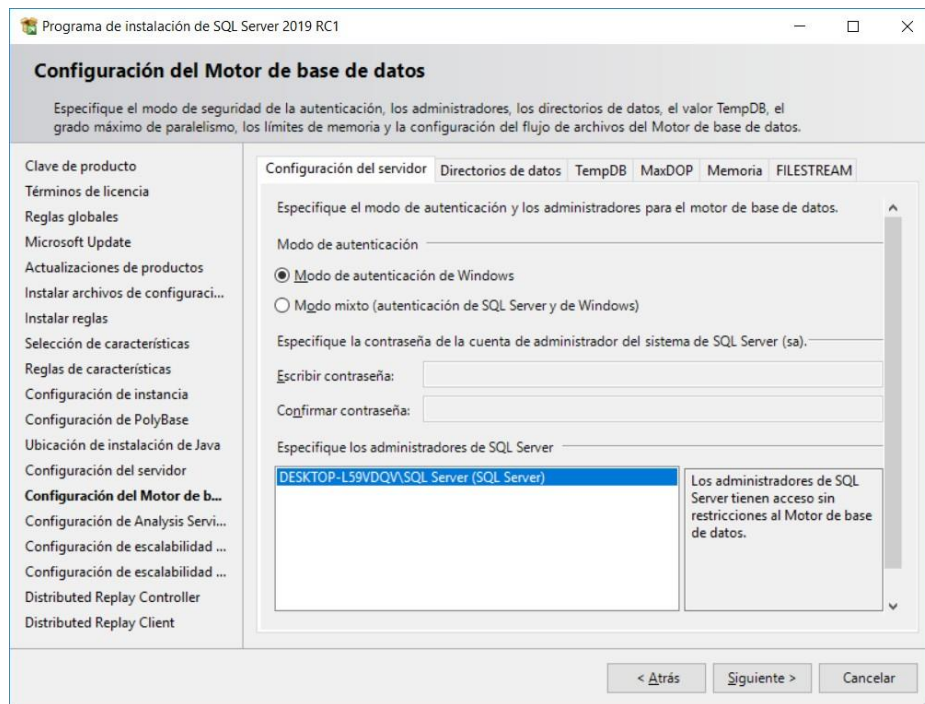 Programa de instalación de SQL Server 2019 RC1
Configuración del Motor de base de datos
Especifique el modo de seguridad de la autenticación, los administradores, los directorios de datos, el valor TempDB, el
grado máximo de paralelismo, los límites de memoria y la configuración del flujo de archivos del Motor de base de datos.
Clave de producto
Términos de licencia
Reglas globales
Microsoft Update
Actualizaciones de productos
Instalar archivos de configuraci...
Instalar reglas
Selección de características
Reglas de características
Configuración de instancia
Configuración de PolyBase
Ubicación de instalación de Java
Configuración del servidor
Configuración del Motor de b...
Configuración de Analysis Servi...
Configuración de escalabilidad ...
Configuración de escalabilidad ...
Distributed Replay Controller
Distributed Replay Client
Configuración del servidor Directorios de datos TempDB MaxDOP Memoria FILESTREAM
Especifique el modo de autenticación y los administradores para el motor de base de datos.
Modo de autenticación
Modo de autenticación de Windows
Modo mixto (autenticación de SQL Server y de Windows)
Especifique la contraseña de la cuenta de administrador del sistema de SQL Server (sa).
Escribir contraseña:
Confirmar contraseña:
Especifique los administradores de SQL Server
DESKTOP-L59VDQV\SQL Server (SQL Server)
Los administradores de SQL
Server tienen acceso sin
restricciones al Motor de base
de datos.
< Atrás Siguiente > Cancelar